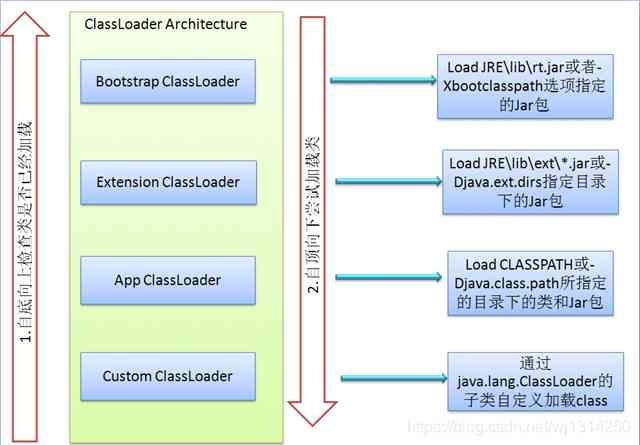 ClassLoader Architecture
1.自底向上检查类是否已经加载
2.自顶向下尝试加载类
Bootstrap ClassLoader
Load JRE\lib\rt.jar或者-
Xbootclasspath选项指定
的Jar包
Extension ClassLoader
Load JRE\lib\ext\*.jar或-
Djava.ext.dirs指定目录
下的Jar包
App ClassLoader
Load CLASSPATH或-
Djava.class.path所指定
的目录下的类和Jar包
Custom ClassLoader
通过
java.lang.ClassLoader的
子类自定义加载class
https://blog.csdn.net/wj1314250